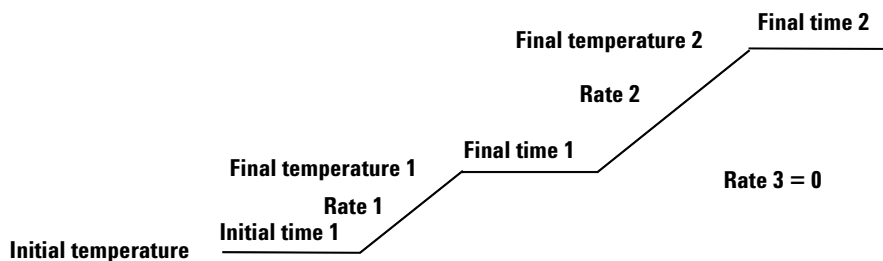 Final time 2
Final temperature 2
Rate 2
Final time 1
Final temperature 1
Rate 3 = 0
Rate 1
Initial time 1
Initial temperature